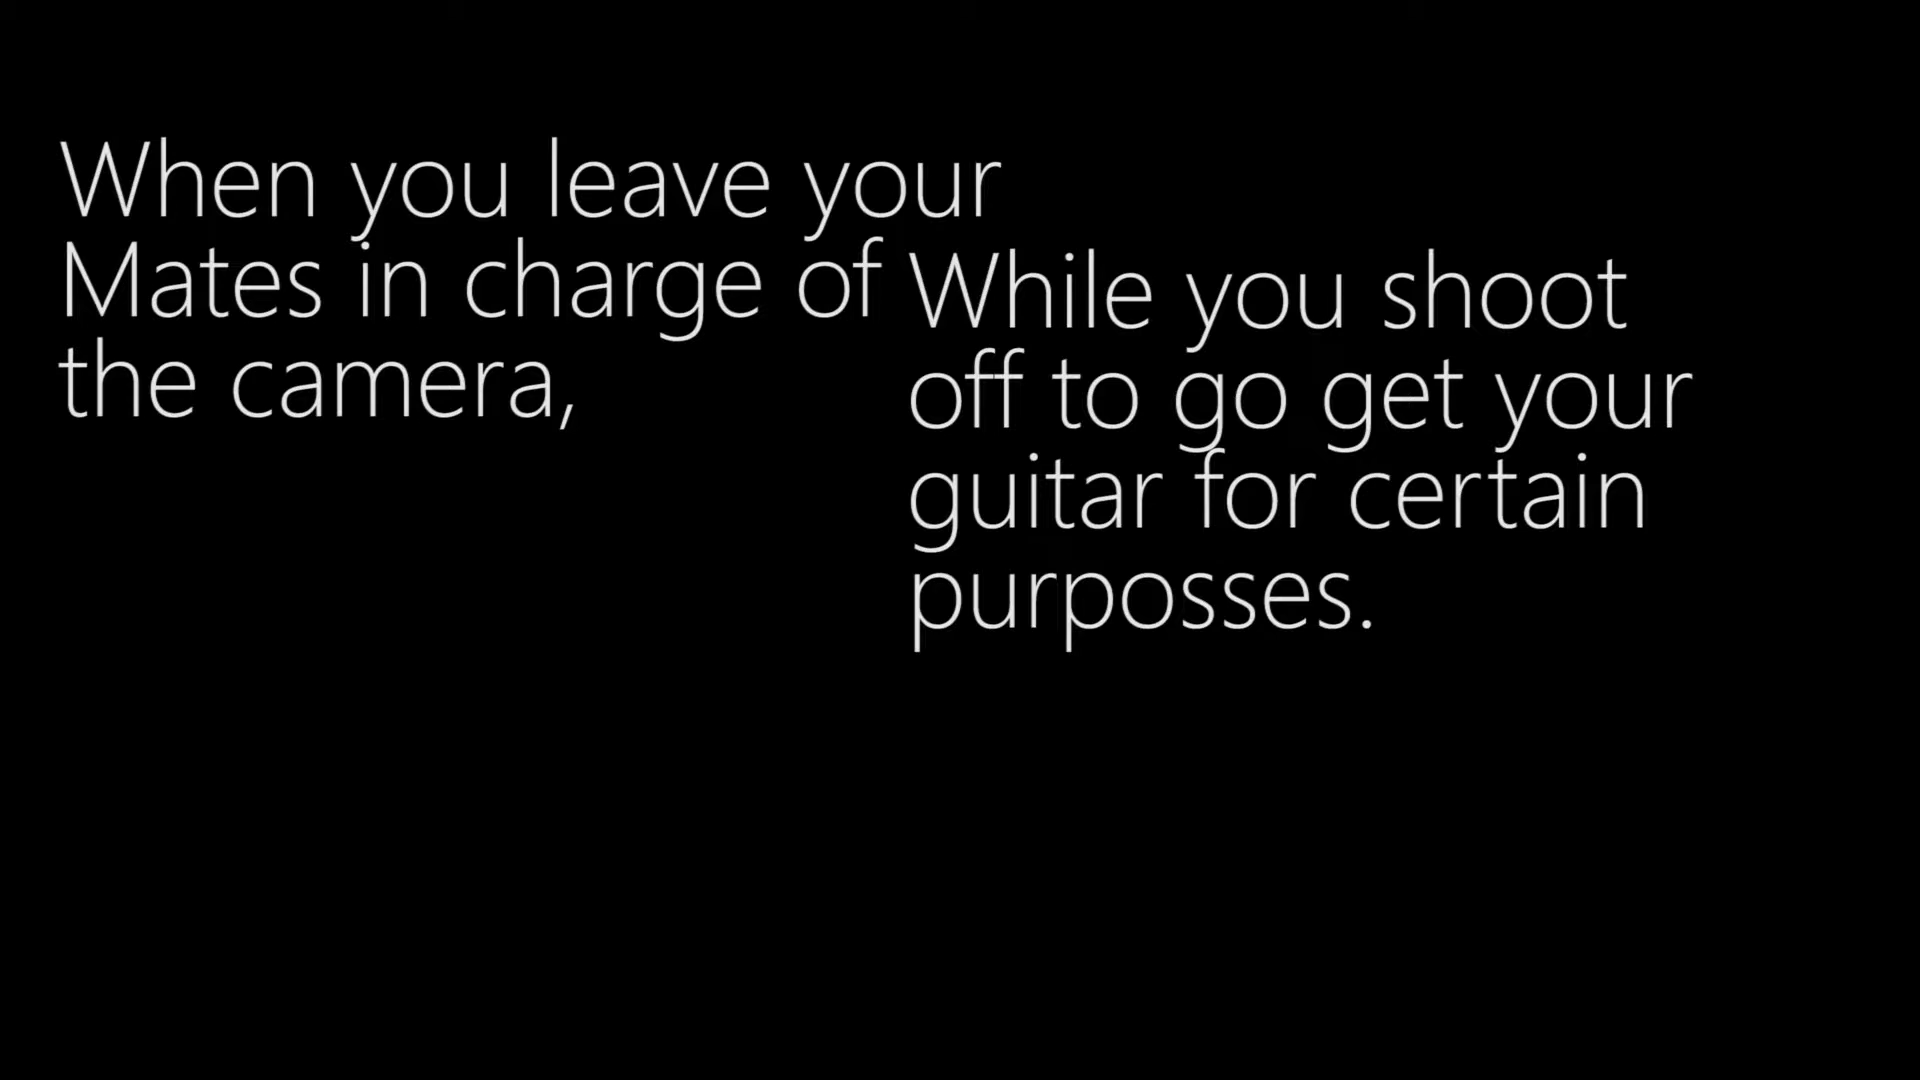 When you leave your
Mates in charge of
the camera,
While you shoot
off to go get your
guitar for certain
purposses.